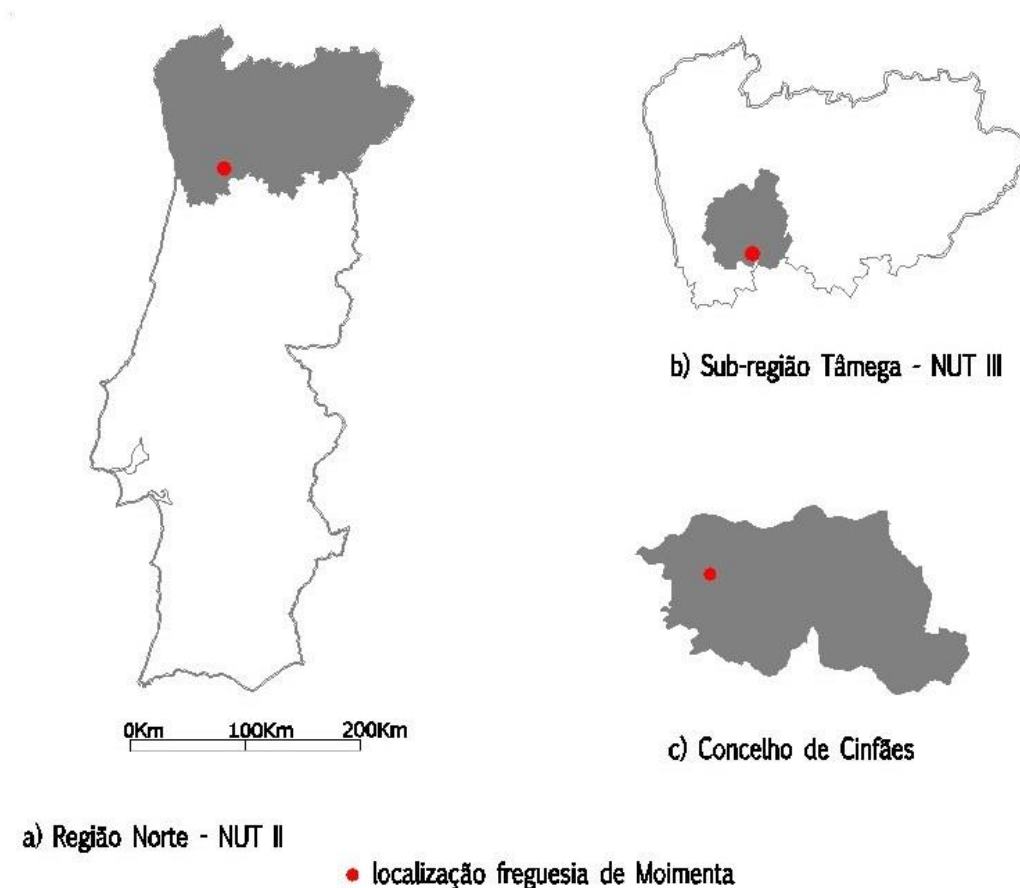 b) Sub-região Tâmega - NUT III
0Km 100Km 200Km
c) Concelho de Cinfães
a) Região Norte - NUT II
localização freguesia de Moimenta